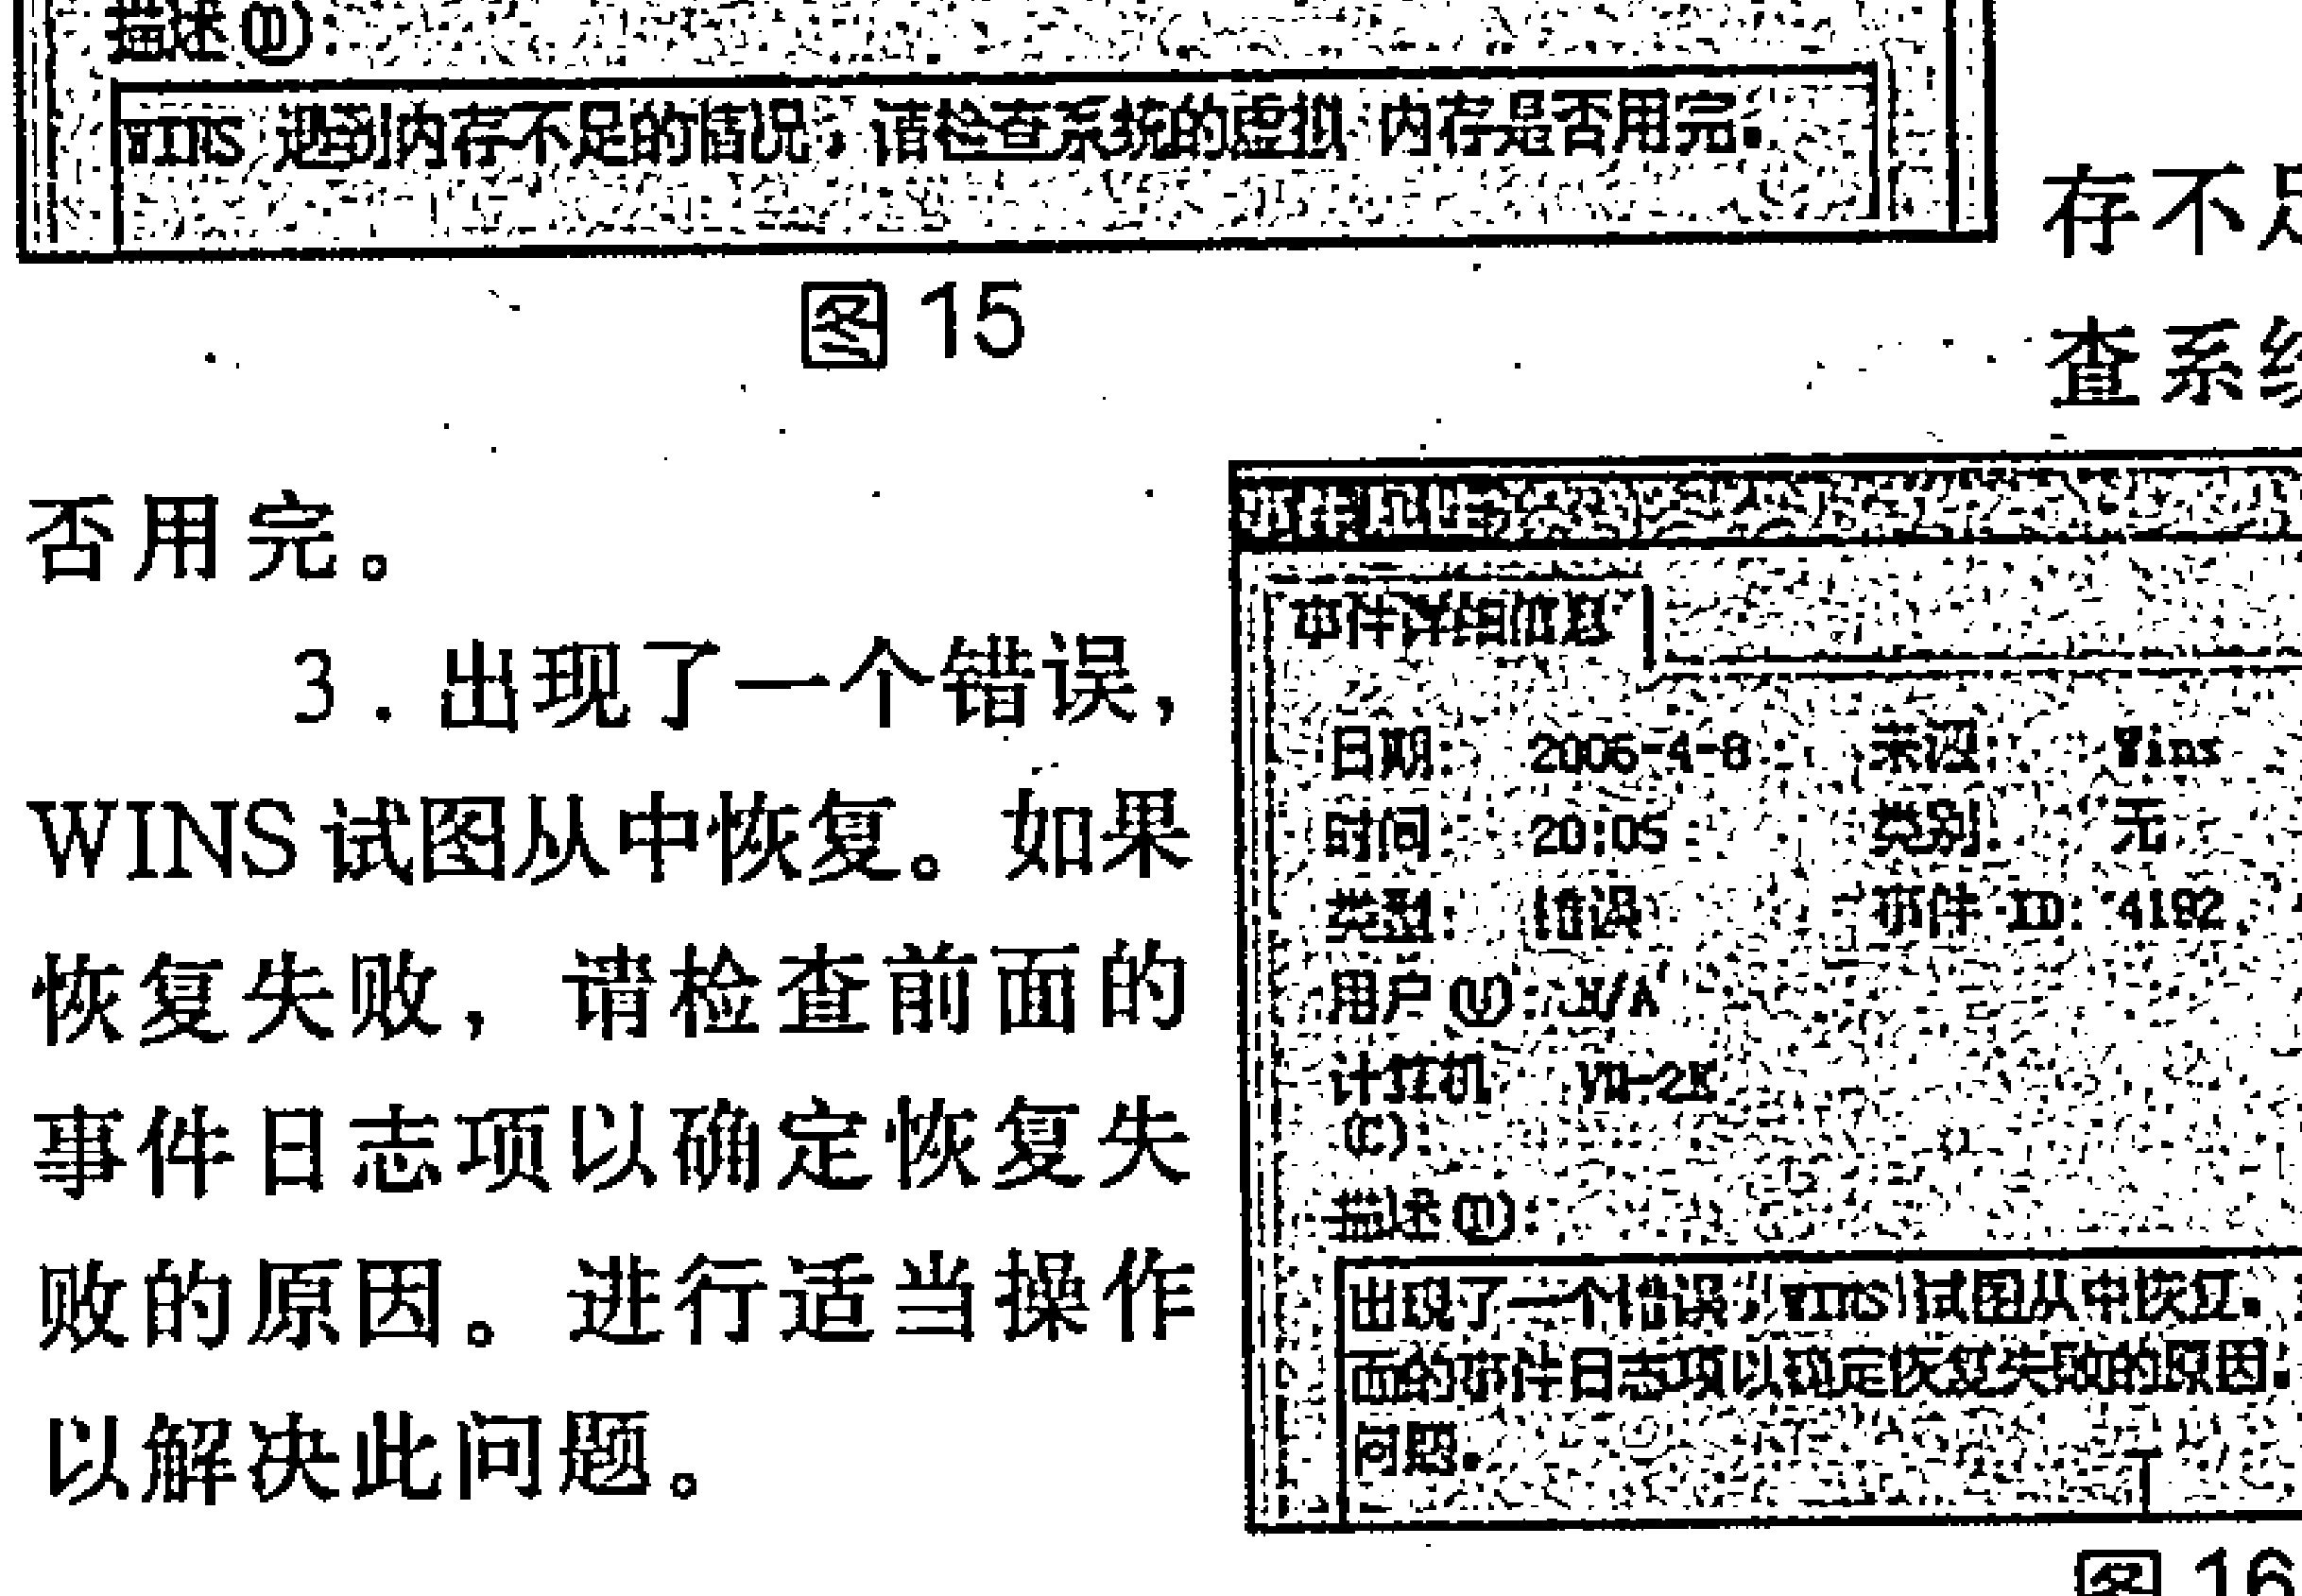 描述(D):
WINS 遇到内存不足的情况，请检查系统的虚拟 内存是否用完.
图 15
存不足
查系统
否用完。
3．出现了一个错误，
WINS 试图从中恢复。如果
恢复失败，请检查前面的
事件日志项以确定恢复失
败的原因。进行适当操作
以解决此问题。
事件属性
事件详细信息
日期: 2006-4-8 来源: Wins
时间: 20:05 类别: 无
类型: 错误 事件 ID: 4192
用户(U): N/A
计算机 VM-2K
(C):
描述(D):
出现了一个错误，WINS 试图从中恢复.
面的事件日志项以确定恢复失败的原因.
问题.
图 16